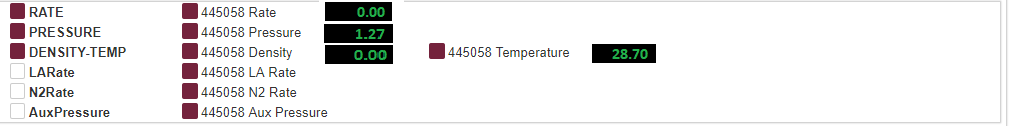 RATE 445058 Rate 0.00
PRESSURE 445058 Pressure 1.27
DENSITY-TEMP 445058 Density 0.00 445058 Temperature 28.70
LARate 445058 LA Rate
N2Rate 445058 N2 Rate
AuxPressure 445058 Aux Pressure